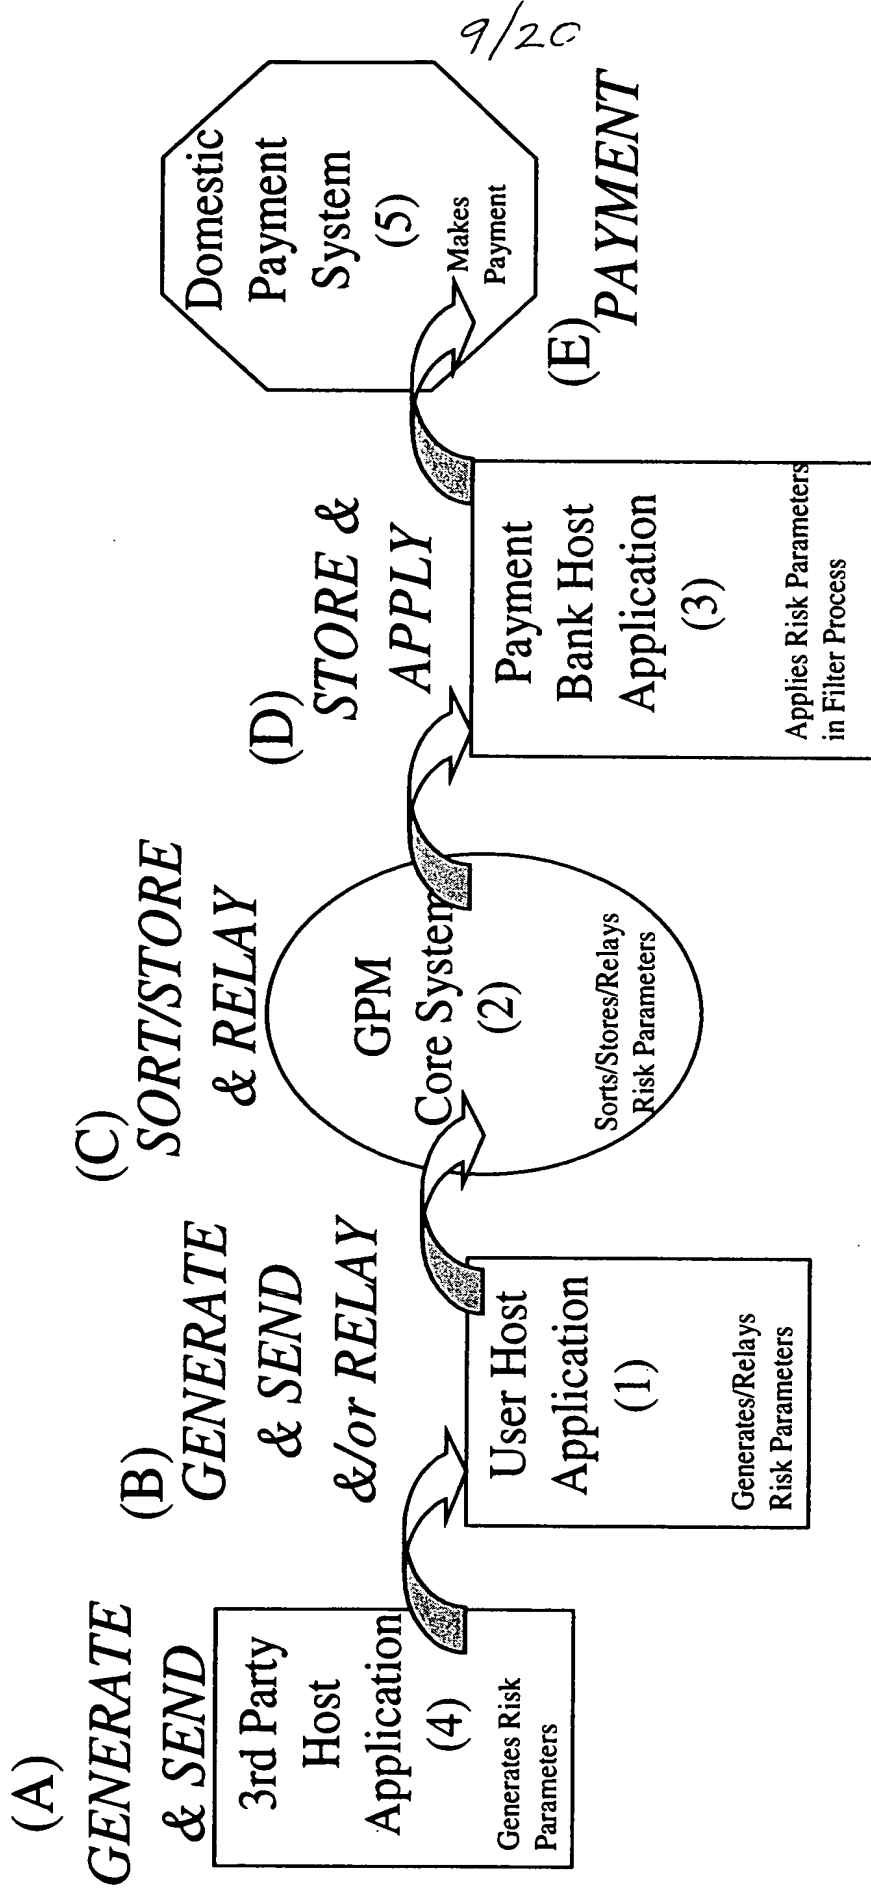 (A)
GENERATE
& SEND
3rd Party
Host
Application
(4)
Generates Risk
Parameters
(B)
GENERATE
& SEND
&/or RELAY
User Host
Application
(1)
Generates/Relays
Risk Parameters
(C)
SORT/STORE
& RELAY
GPM
Core System
(2)
Sorts/Stores/Relays
Risk Parameters
(D)
STORE &
APPLY
Payment
Bank Host
Application
(3)
Applies Risk Parameters
in Filter Process
Domestic
Payment
System
(5)
Makes
Payment
(E)
PAYMENT
9/20